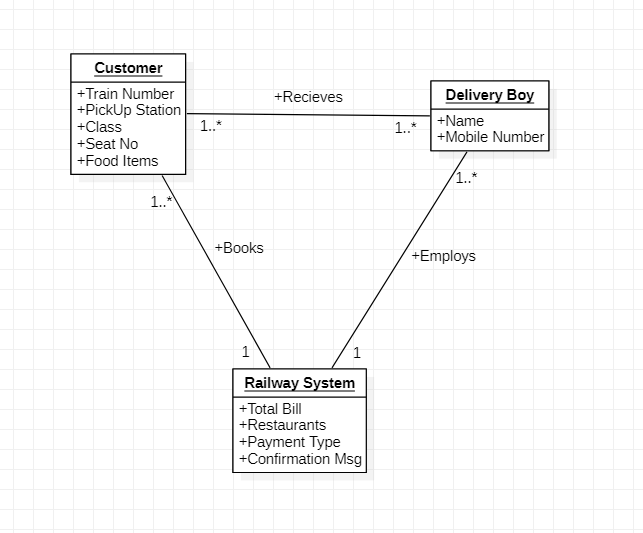 Customer
+Train Number
+PickUp Station
+Class
+Seat No
+Food Items
+Recieves
1..*
1..*
Delivery Boy
+Name
+Mobile Number
1..*
1..*
+Books
+Employs
1
1
Railway System
+Total Bill
+Restaurants
+Payment Type
+Confirmation Msg